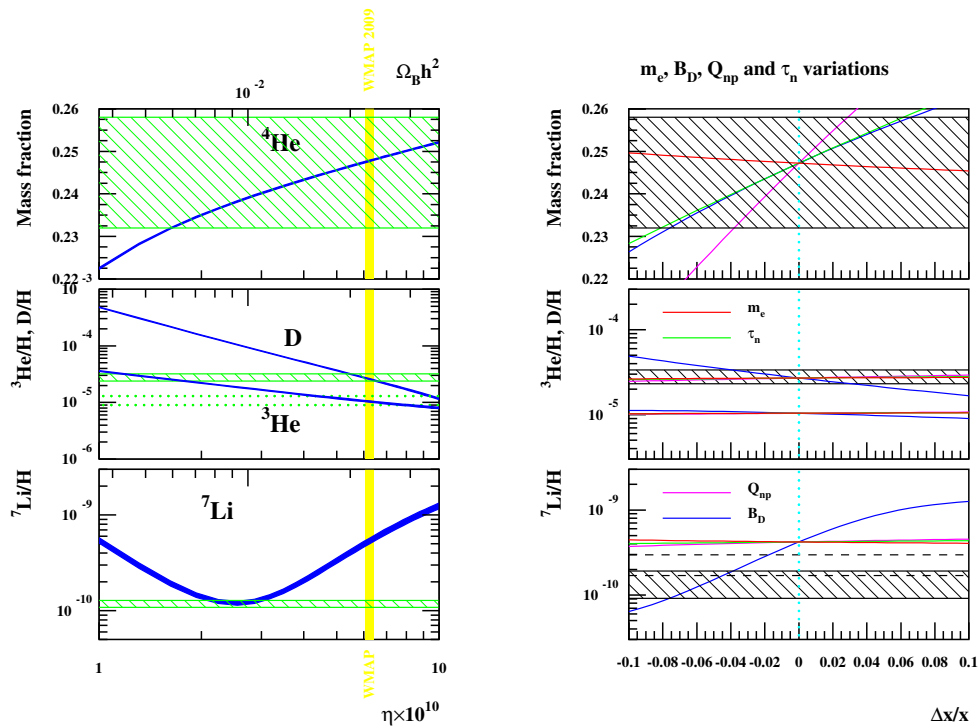 WMAP 2009
Ω_B h²
10⁻²
Mass fraction
0.26
0.25
0.24
0.23
0.22
⁴He
³He/H, D/H
10⁻³
10⁻⁴
10⁻⁵
10⁻⁶
D
³He
⁷Li/H
10⁻⁹
10⁻¹⁰
⁷Li
1
10
WMAP
η×10¹⁰
m_e, B_D, Q_np and τ_n variations
Mass fraction
0.26
0.25
0.24
0.23
0.22
³He/H, D/H
10⁻⁴
10⁻⁵
m_e
τ_n
⁷Li/H
10⁻⁹
10⁻¹⁰
Q_np
B_D
-0.1 -0.08 -0.06 -0.04 -0.02 0 0.02 0.04 0.06 0.08 0.1
Δx/x